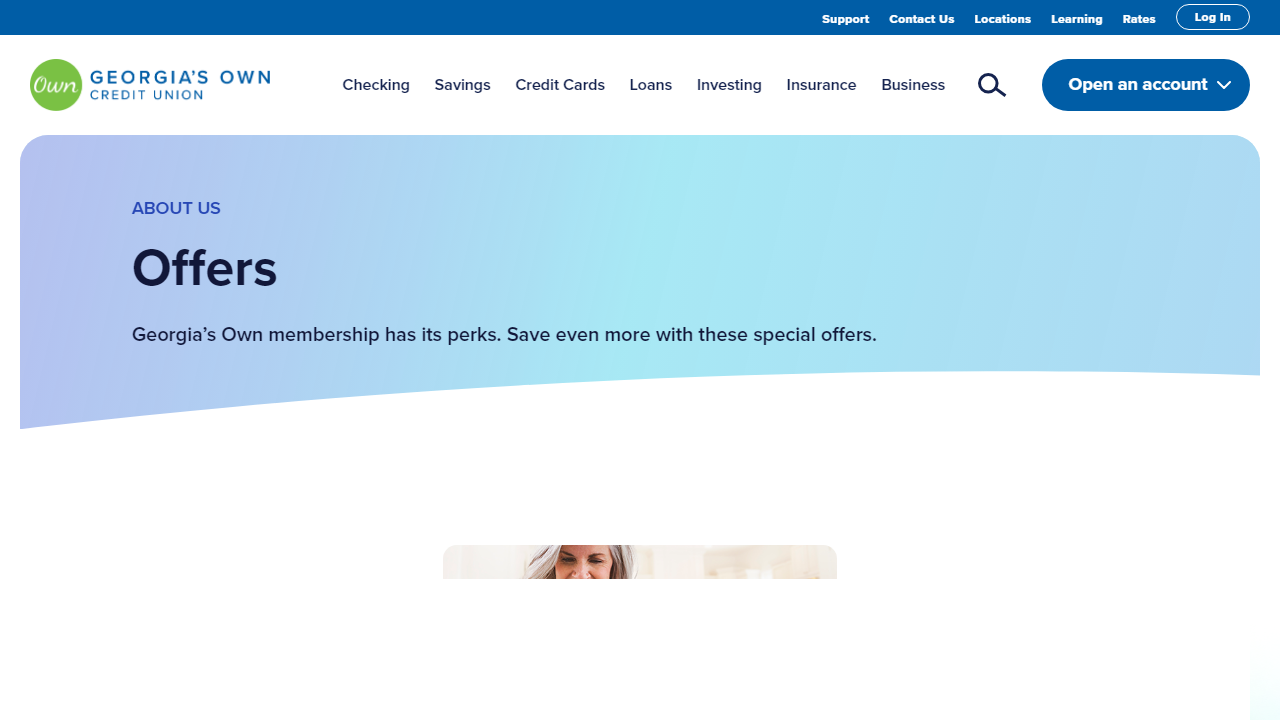 Support Contact Us Locations Learning Rates Log In
Own GEORGIA'S OWN
CREDIT UNION
Checking Savings Credit Cards Loans Investing Insurance Business Open an account
ABOUT US
Offers
Georgia’s Own membership has its perks. Save even more with these special offers.